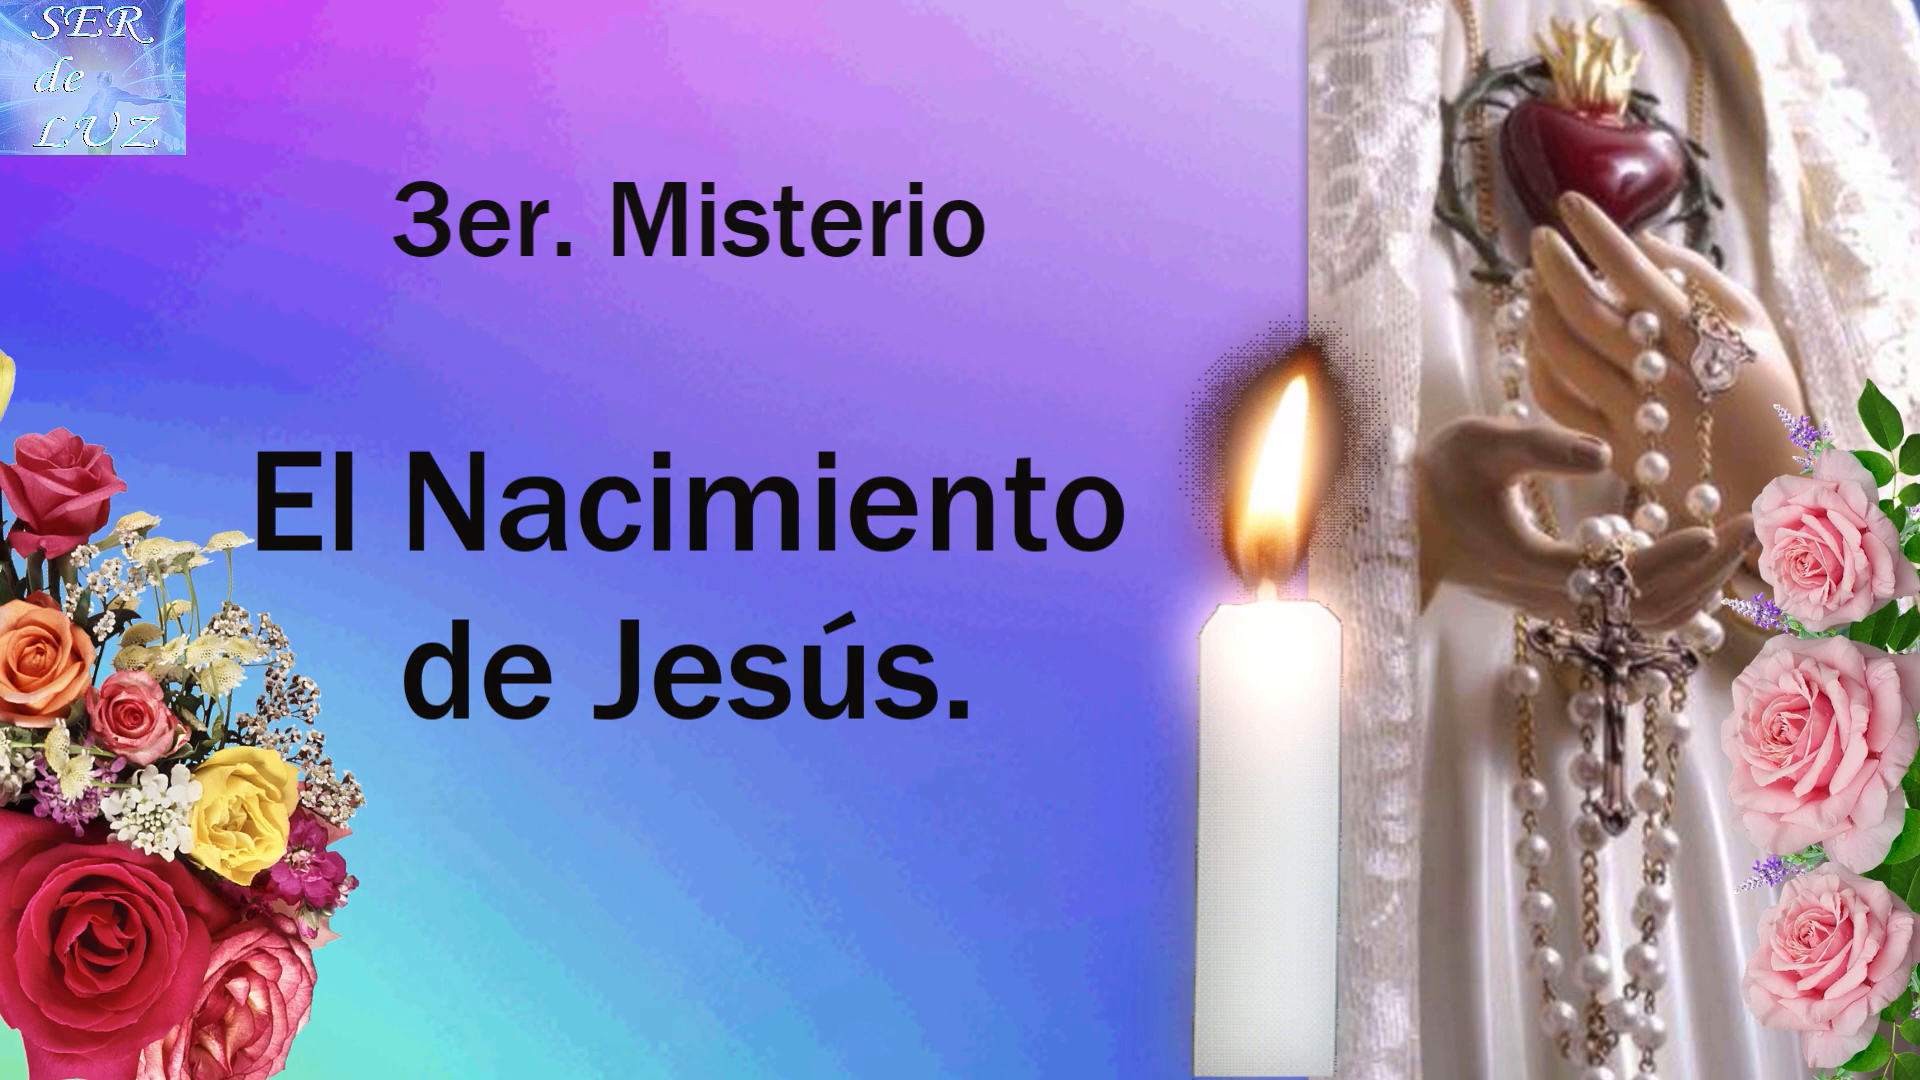 SER
de
LUZ
3er. Misterio
El Nacimiento
de Jesús.